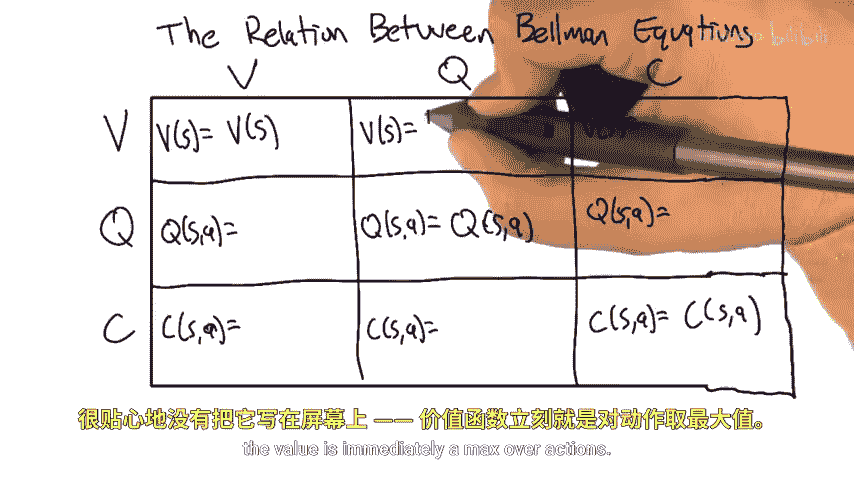 The Relation Between Bellman Equations
bilibili
V Q C
V V(s)= V(s) V(s)= V(s)=
Q Q(s,a)= Q(s,a)= Q(s,a) Q(s,a)=
C C(s,a)= C(s,a)= C(s,a)= C(s,a)
很贴心地没有把它写在屏幕上 —— 价值函数立刻就是对动作取最大值。
the value is immediately a max over actions.